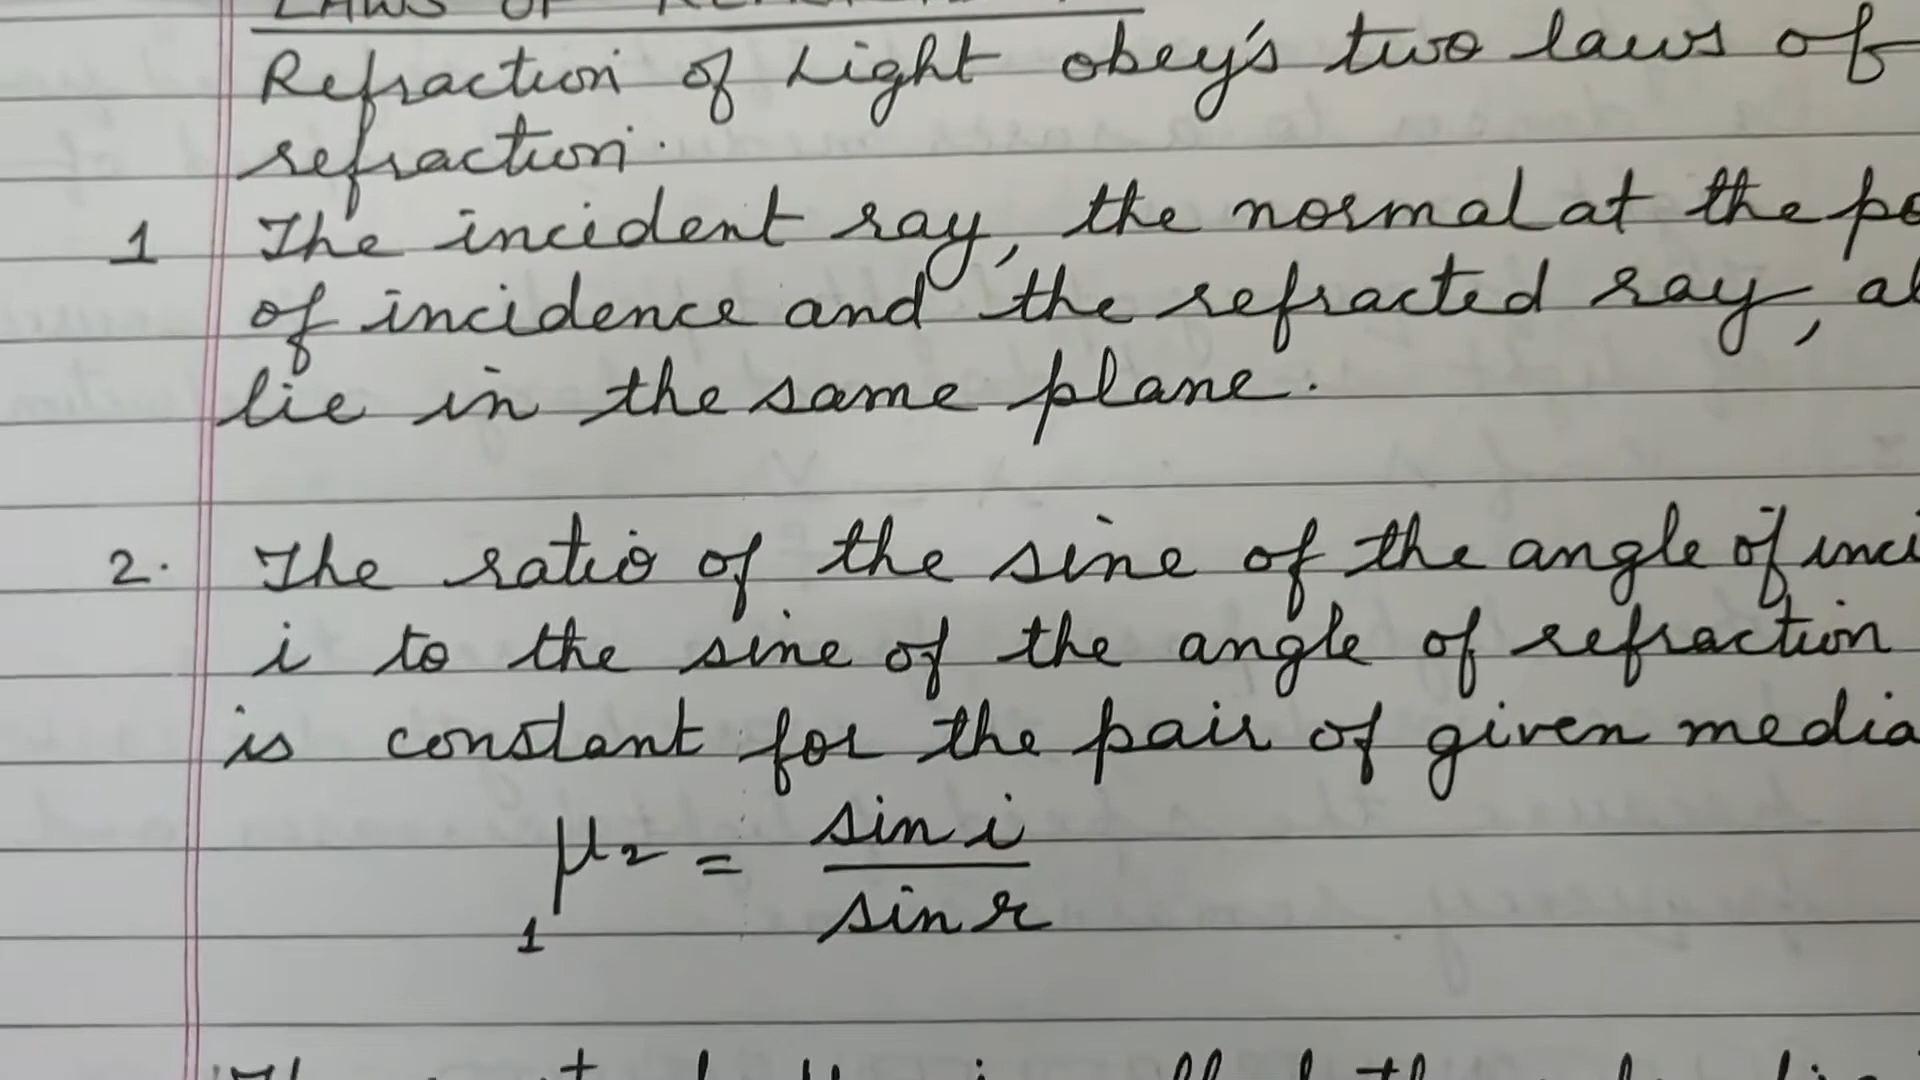 LAWS OF
Refraction of Light obey's two laws of
refraction.
1 The incident ray, the normal at the
of incidence and the refracted ray,
lie in the same plane.
2. The ratio of the sine of the angle of
i to the sine of the angle of refraction
is constant for the pair of given media
₁μ₂ = sin i / sin r